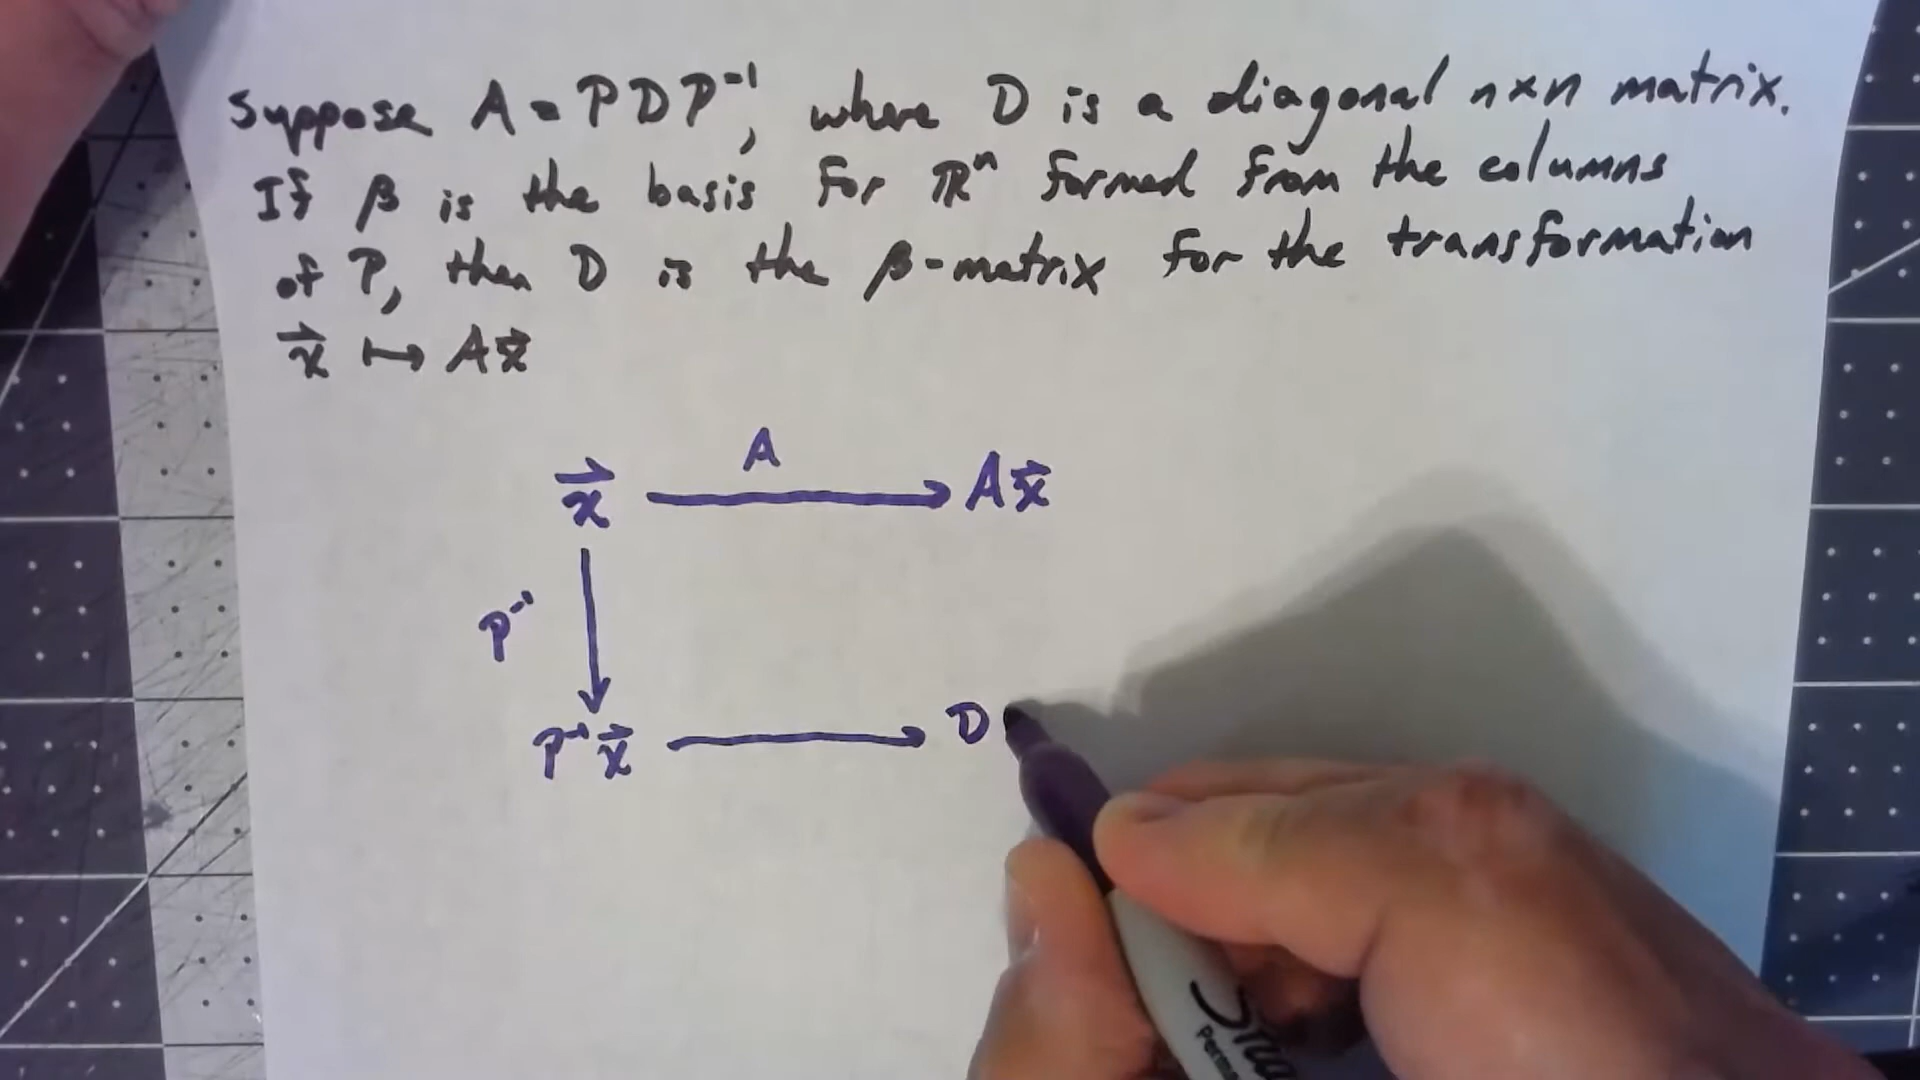 Suppose A = PDP⁻¹, where D is a diagonal n×n matrix.
If β is the basis for ℝⁿ formed from the columns
of P, then D is the β-matrix for the transformation
x⃗ ↦ Ax⃗
A
x⃗ → Ax⃗
P⁻¹ ↓
P⁻¹x⃗ → D